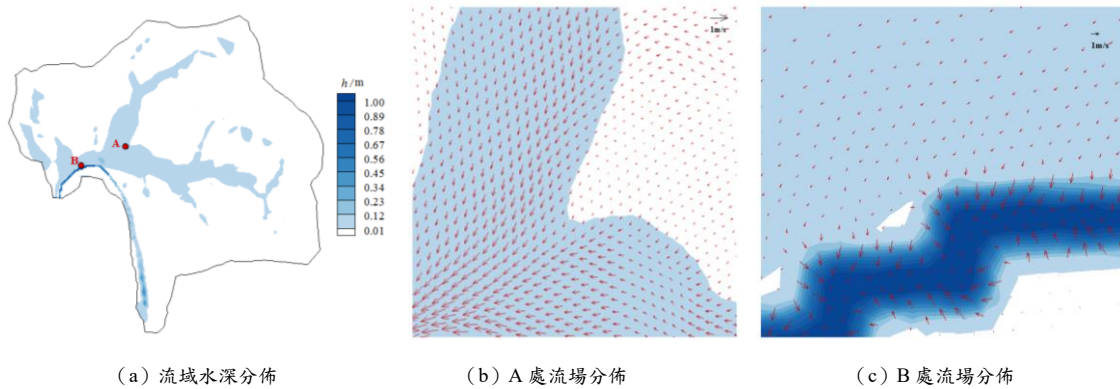 h/m
1.00
0.89
0.78
0.67
0.56
0.45
0.34
0.23
0.12
0.01
A
B
1m/s
1m/s
（a）流域水深分佈
（b）A 處流場分佈
（c）B 處流場分佈